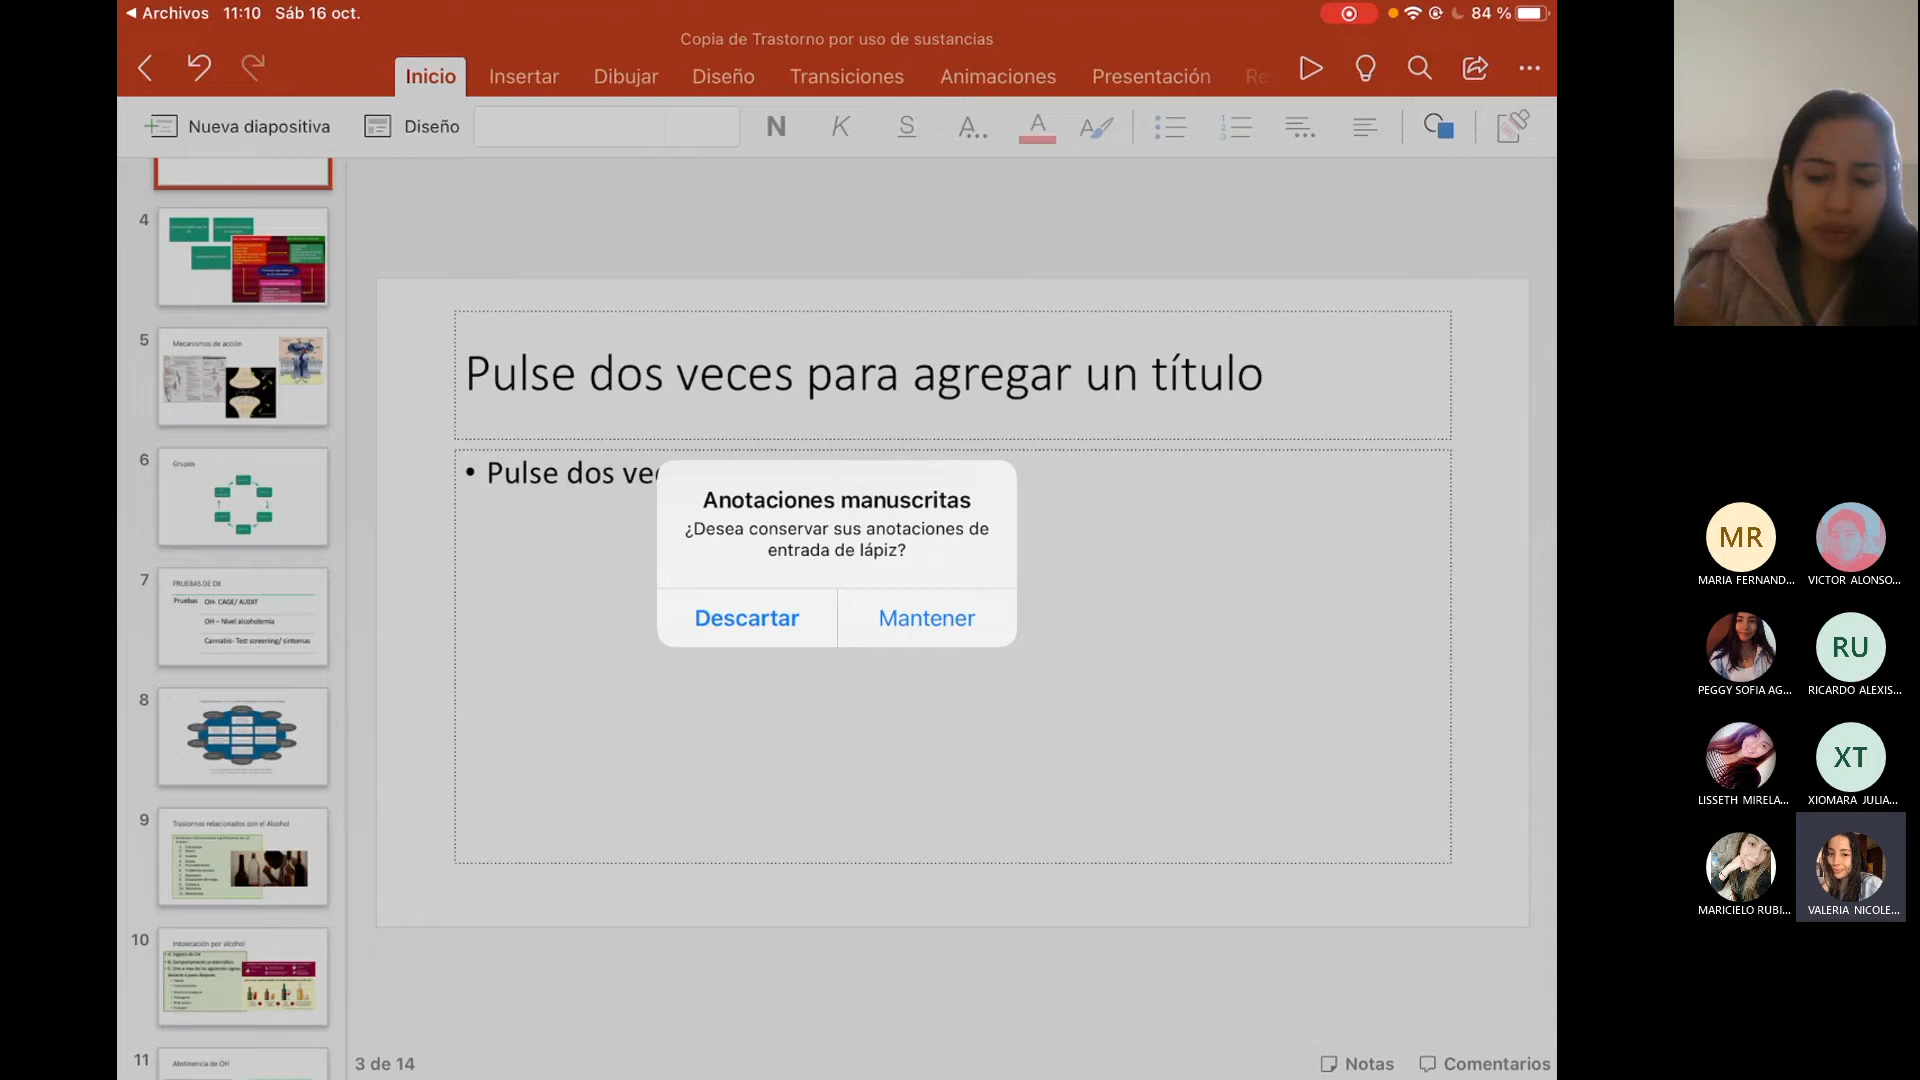 Archivos 11:10 Sáb 16 oct.
84 %
Copia de Trastorno por uso de sustancias
Inicio Insertar Dibujar Diseño Transiciones Animaciones Presentación Re
Nueva diapositiva Diseño N K S A.. A
4
5
Mecanismos de acción
6
Grupos
7
PRUEBAS DE DX
Pruebas OH- CAGE/ AUDIT
OH – Nivel alcoholemia
Cannabis- Test screening/ sintomas
8
9
Trastornos relacionados con el Alcohol
10
Intoxicación por alcohol
11
Abstinencia de OH
Pulse dos veces para agregar un título
• Pulse dos vec
Anotaciones manuscritas
¿Desea conservar sus anotaciones de
entrada de lápiz?
Descartar Mantener
3 de 14
Notas Comentarios
MR
MARIA FERNAND...
VICTOR ALONSO...
PEGGY SOFIA AG...
RU
RICARDO ALEXIS...
LISSETH MIRELA...
XT
XIOMARA JULIA...
MARICIELO RUBI...
VALERIA NICOLE...